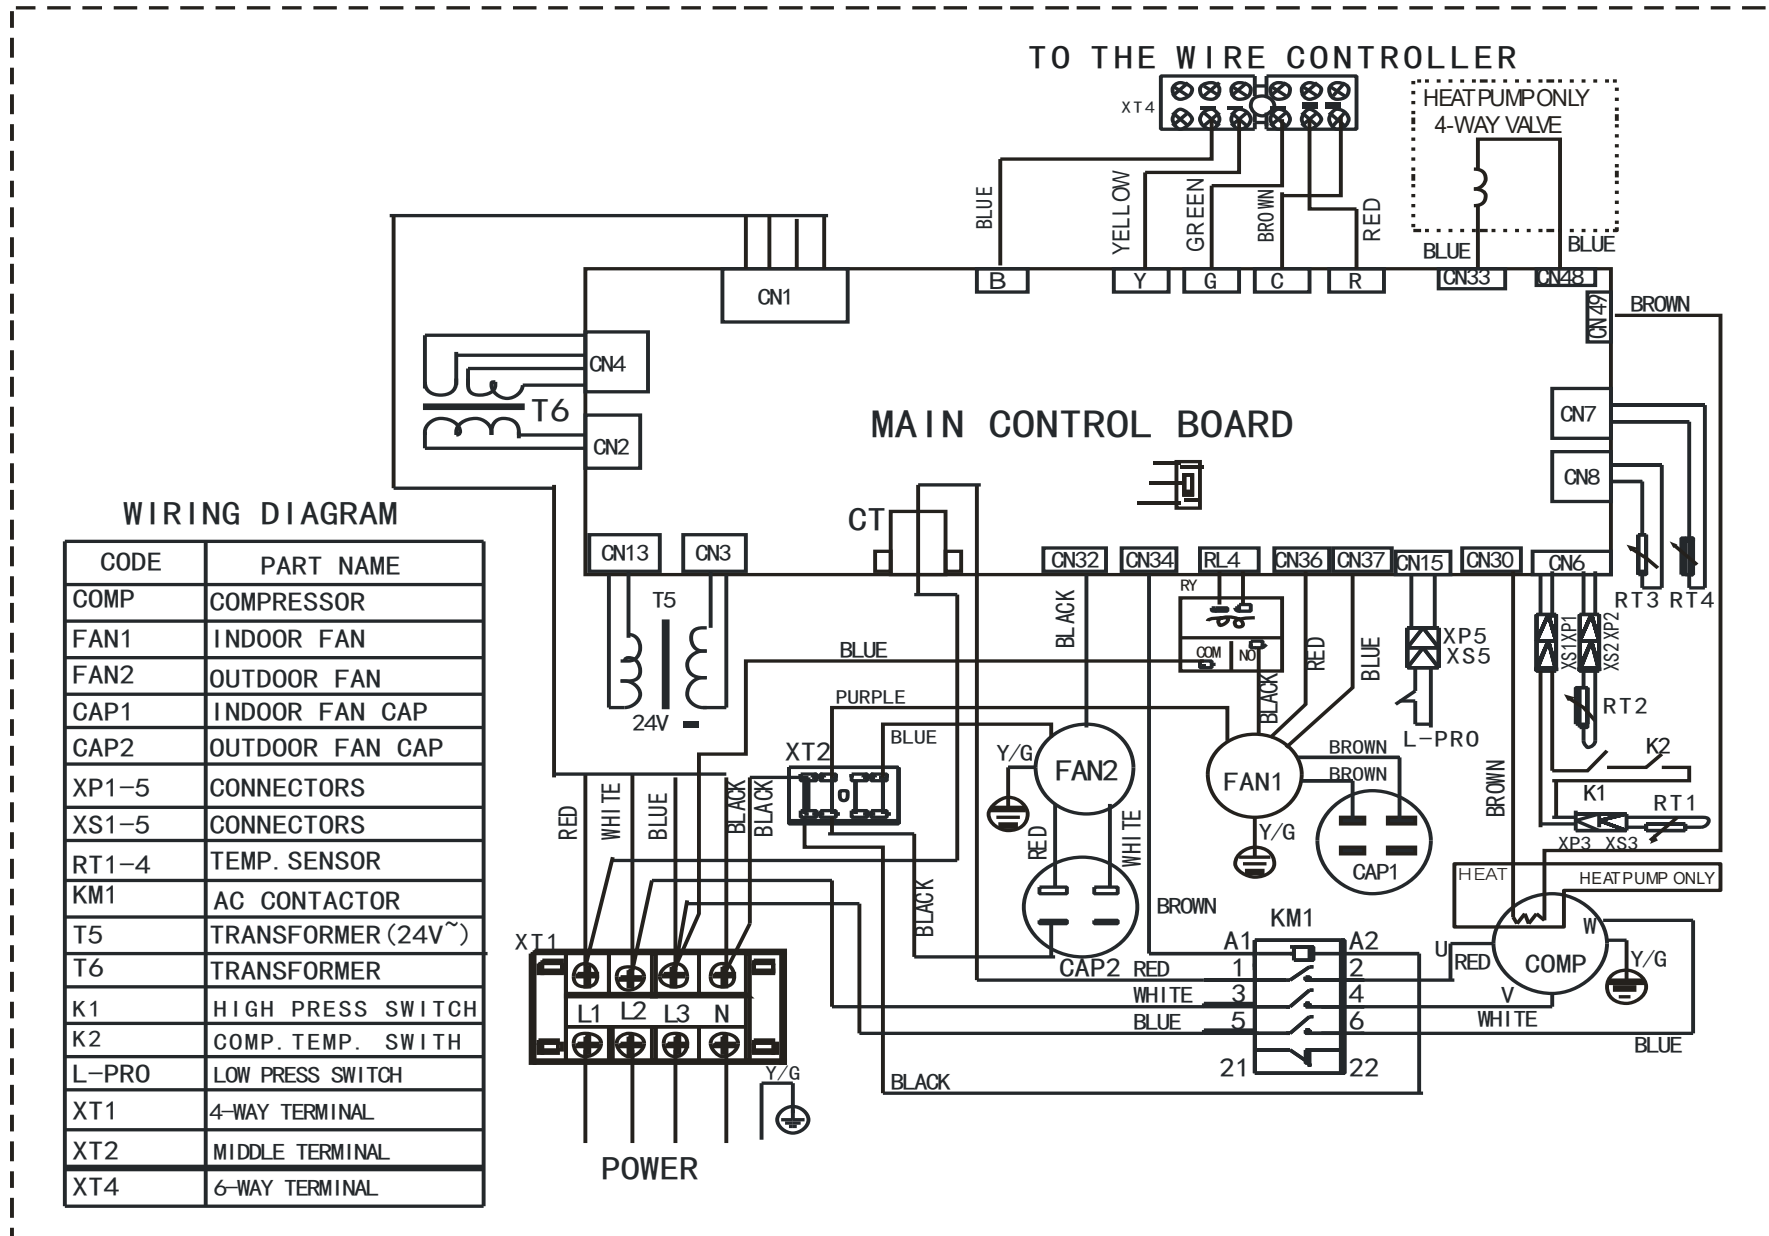 TO THE WIRE CONTROLLER
XT4
HEAT PUMP ONLY
4-WAY VALVE
BLUE
YELLOW
GREEN
BROWN
RED
BLUE
BLUE
CN1
B
Y
G
C
R
CN33
CN48
CN49
BROWN
CN4
T6
CN2
MAIN CONTROL BOARD
CN7
CN8
CT
CN13
CN3
CN32
CN34
RL4
CN36
CN37
CN15
CN30
CN6
RT3
RT4
T5
24V
RY
COM
NO
BLACK
RED
BLUE
XP5
XS5
XS1XP1
XS2XP2
RT2
L-PRO
BLUE
PURPLE
BLUE
BLACK
XT2
Y/G
FAN2
FAN1
BROWN
BROWN
BROWN
K2
K1
RT1
XP3
XS3
RED
WHITE
BLUE
BLACK
BLACK
RED
WHITE
Y/G
CAP1
HEAT
HEAT PUMP ONLY
BLACK
CAP2
BROWN
KM1
A1
A2
RED
1
2
WHITE
3
4
BLUE
5
6
21
22
U
RED
W
COMP
Y/G
V
WHITE
BLUE
XT1
L1
L2
L3
N
Y/G
BLACK
POWER
WIRING DIAGRAM
CODE PART NAME
COMP COMPRESSOR
FAN1 INDOOR FAN
FAN2 OUTDOOR FAN
CAP1 INDOOR FAN CAP
CAP2 OUTDOOR FAN CAP
XP1-5 CONNECTORS
XS1-5 CONNECTORS
RT1-4 TEMP. SENSOR
KM1 AC CONTACTOR
T5 TRANSFORMER(24V~)
T6 TRANSFORMER
K1 HIGH PRESS SWITCH
K2 COMP. TEMP. SWITH
L-PRO LOW PRESS SWITCH
XT1 4-WAY TERMINAL
XT2 MIDDLE TERMINAL
XT4 6-WAY TERMINAL